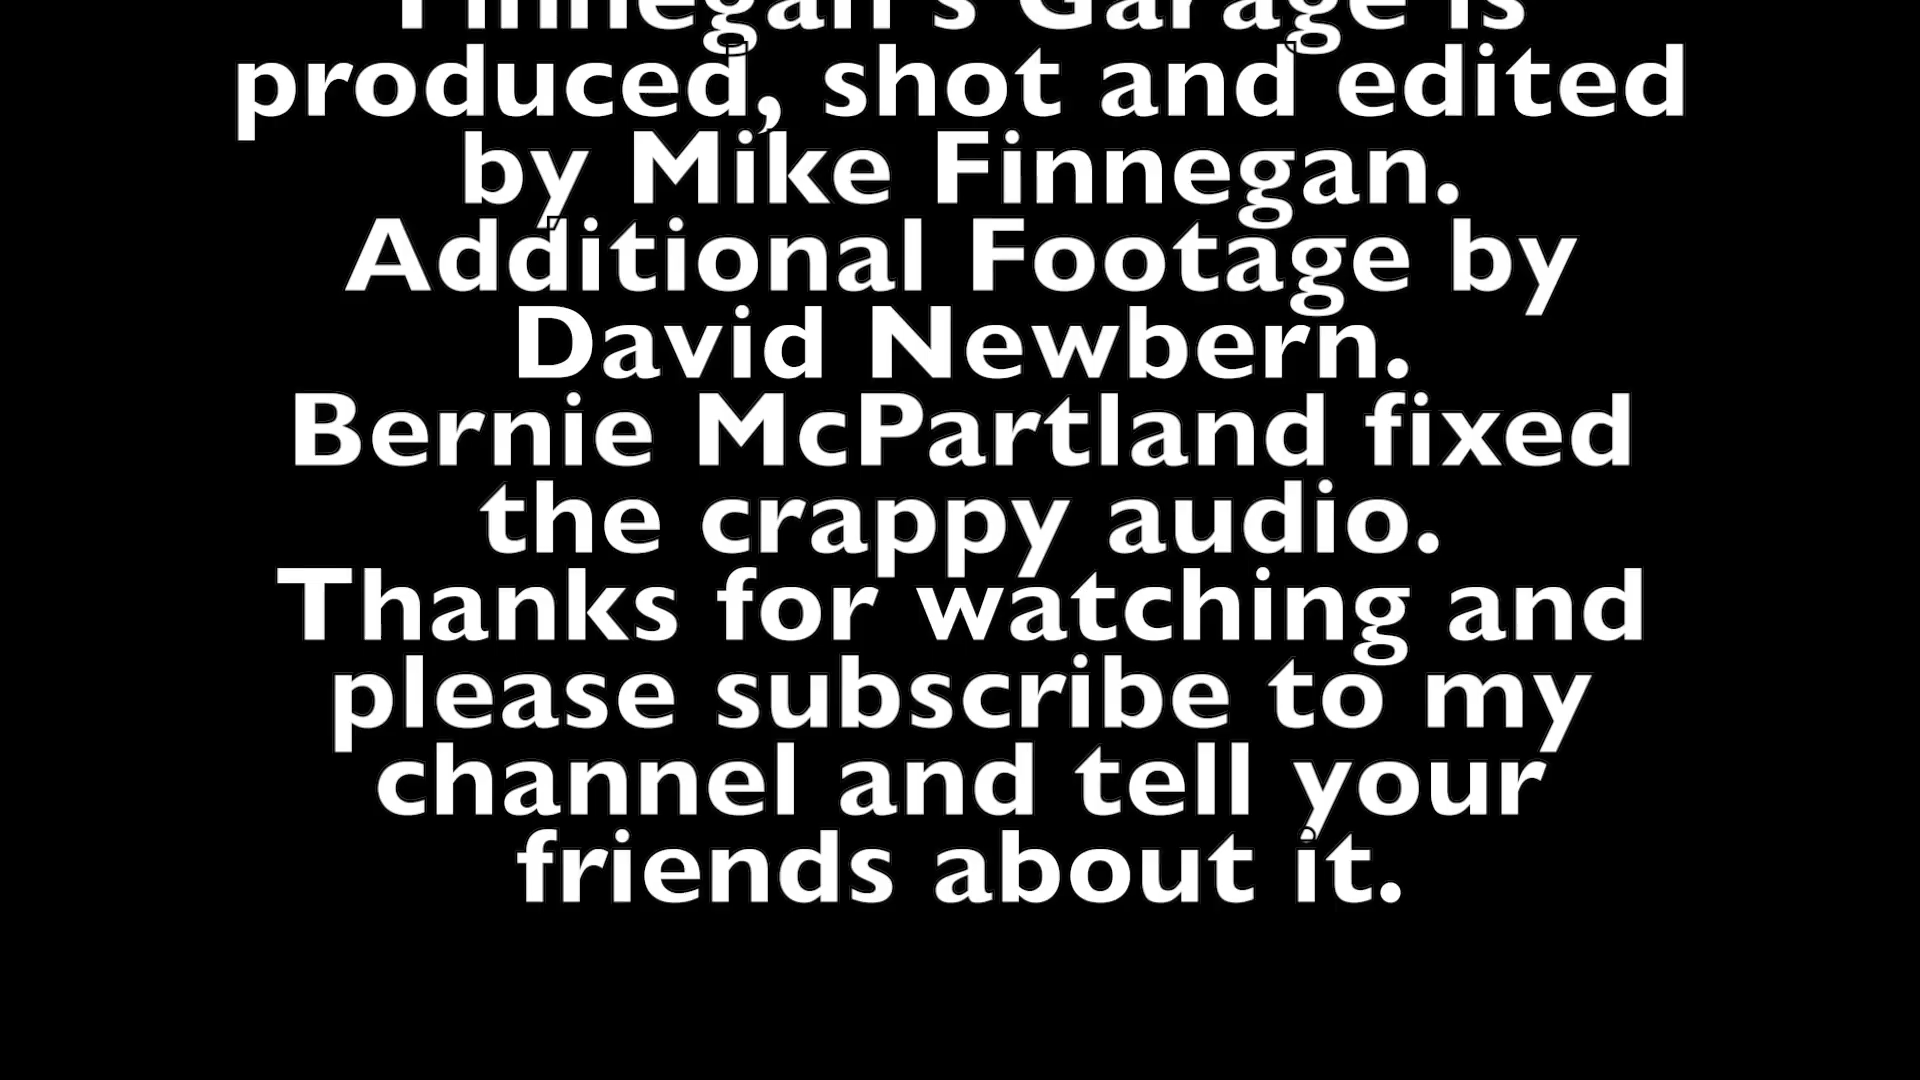 Finnegan's Garage is
produced, shot and edited
by Mike Finnegan.
Additional Footage by
David Newbern.
Bernie McPartland fixed
the crappy audio.
Thanks for watching and
please subscribe to my
channel and tell your
friends about it.